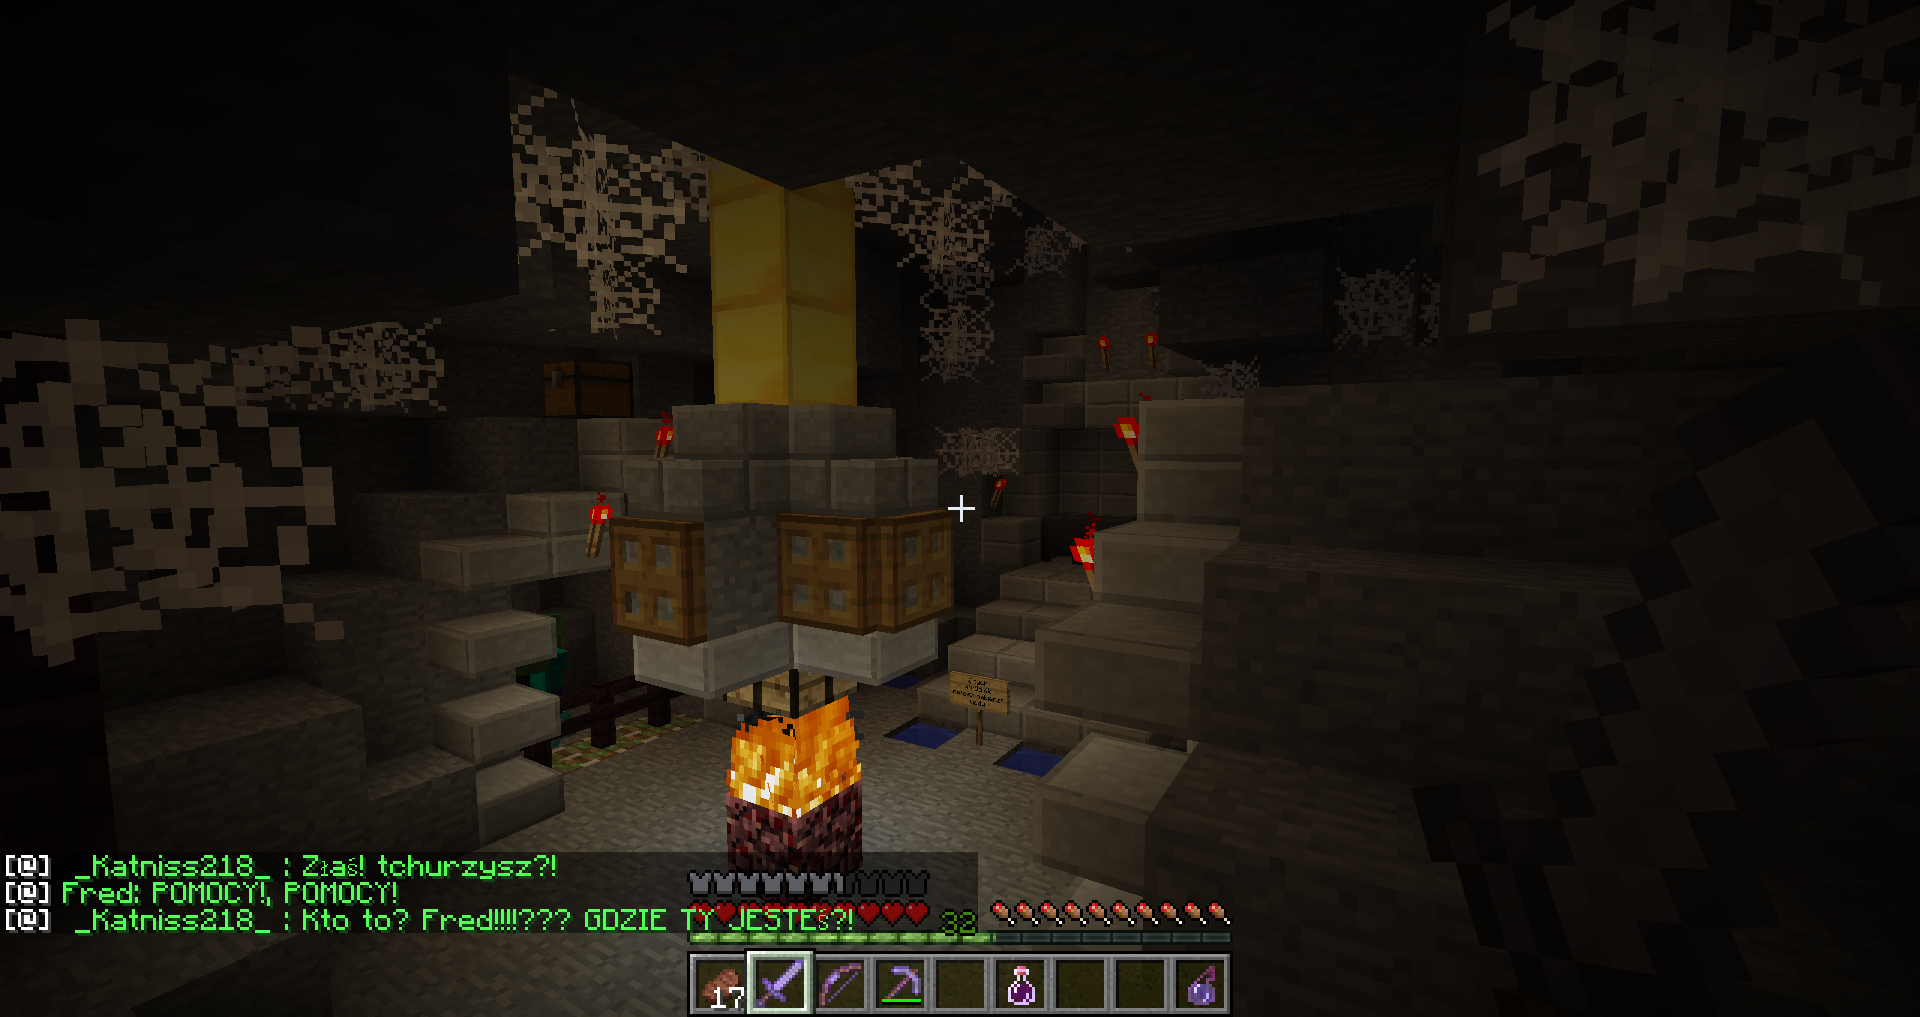 [@] _Katniss218_ : Złaś! tchurzysz?!
[@] Fred: POMOCY!, POMOCY!
[@] _Katniss218_ : Kto to? Fred!!!!??? GDZIE TY JESTEś?!
32
17